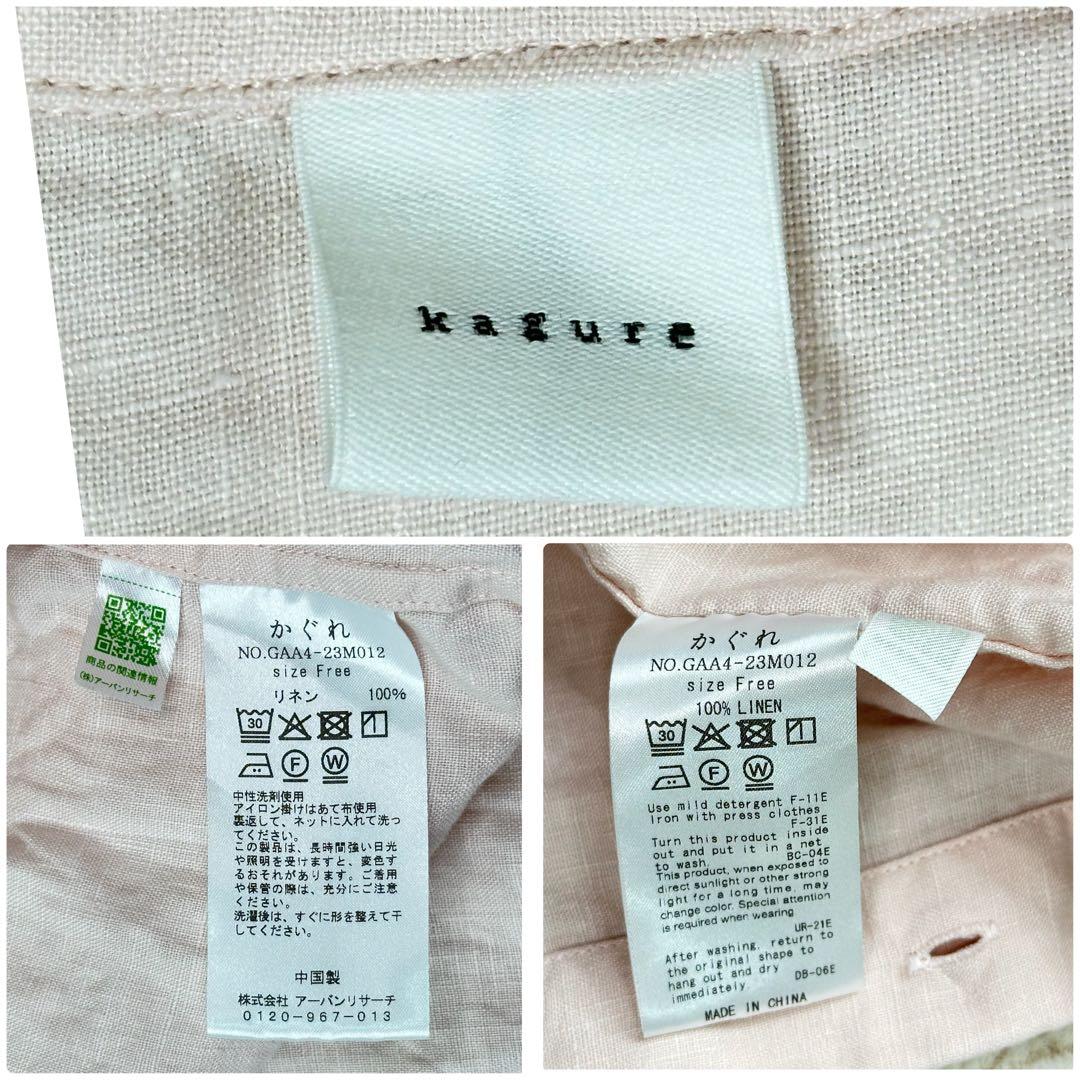 kagure
商品の関連情報
(株)アーバンリサーチ
かぐれ
NO.GAA4-23M012
size Free
リネン 100%
30
F W
中性洗剤使用
アイロン掛けはあて布使用
裏返して、ネットに入れて洗っ
てください。
この製品は、長時間強い日光
や照明を受けますと、変色す
るおそれがあります。ご着用
や保管の際は、充分にご注意
ください。
洗濯後は、すぐに形を整えて干
してください。
中国製
株式会社 アーバンリサーチ
0120-967-013
かぐれ
NO.GAA4-23M012
size Free
100% LINEN
30
F W
Use mild detergent F-11E
Iron with press clothes
F-31E
Turn this product inside
out and put it in a net
to wash. BC-04E
This product, when exposed to
direct sunlight or other strong
light for a long time, may
change color. Special attention
is required when wearing
UR-21E
After washing, return to
the original shape to
hang out and dry
immediately. DB-06E
MADE IN CHINA